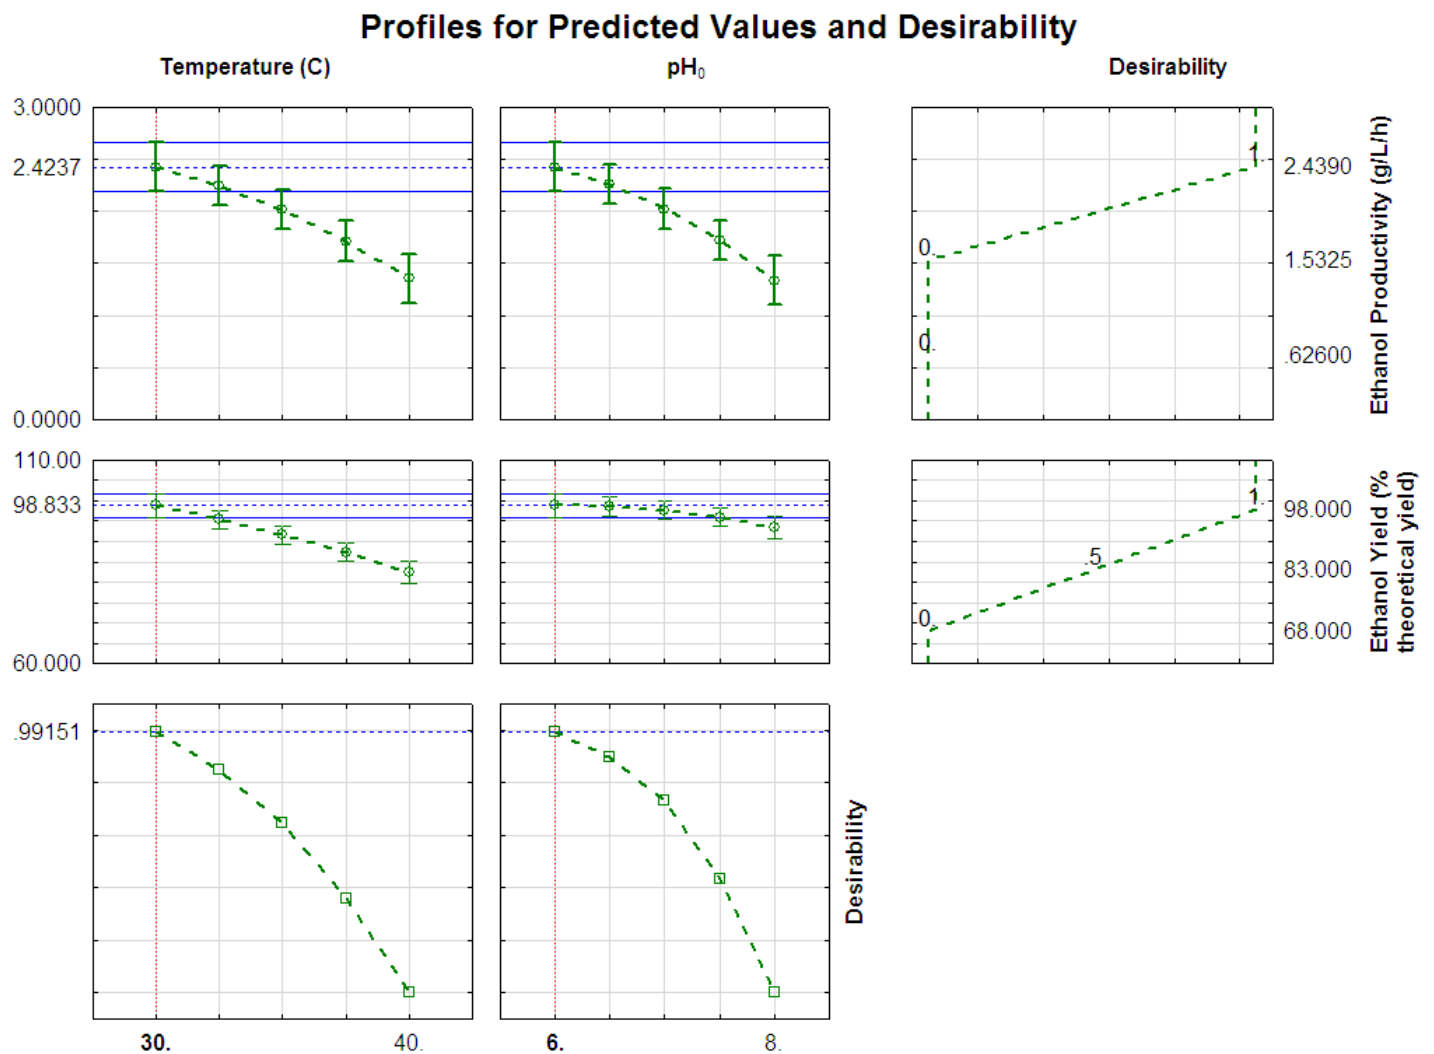 Profiles for Predicted Values and Desirability
Temperature (C)
pH₀
Desirability
3.0000
2.4237
0.0000
1.
0.
0.
2.4390
1.5325
.62600
Ethanol Productivity (g/L/h)
110.00
98.833
60.000
1.
.5
0.
98.000
83.000
68.000
Ethanol Yield (%
theoretical yield)
.99151
Desirability
30.
40.
6.
8.